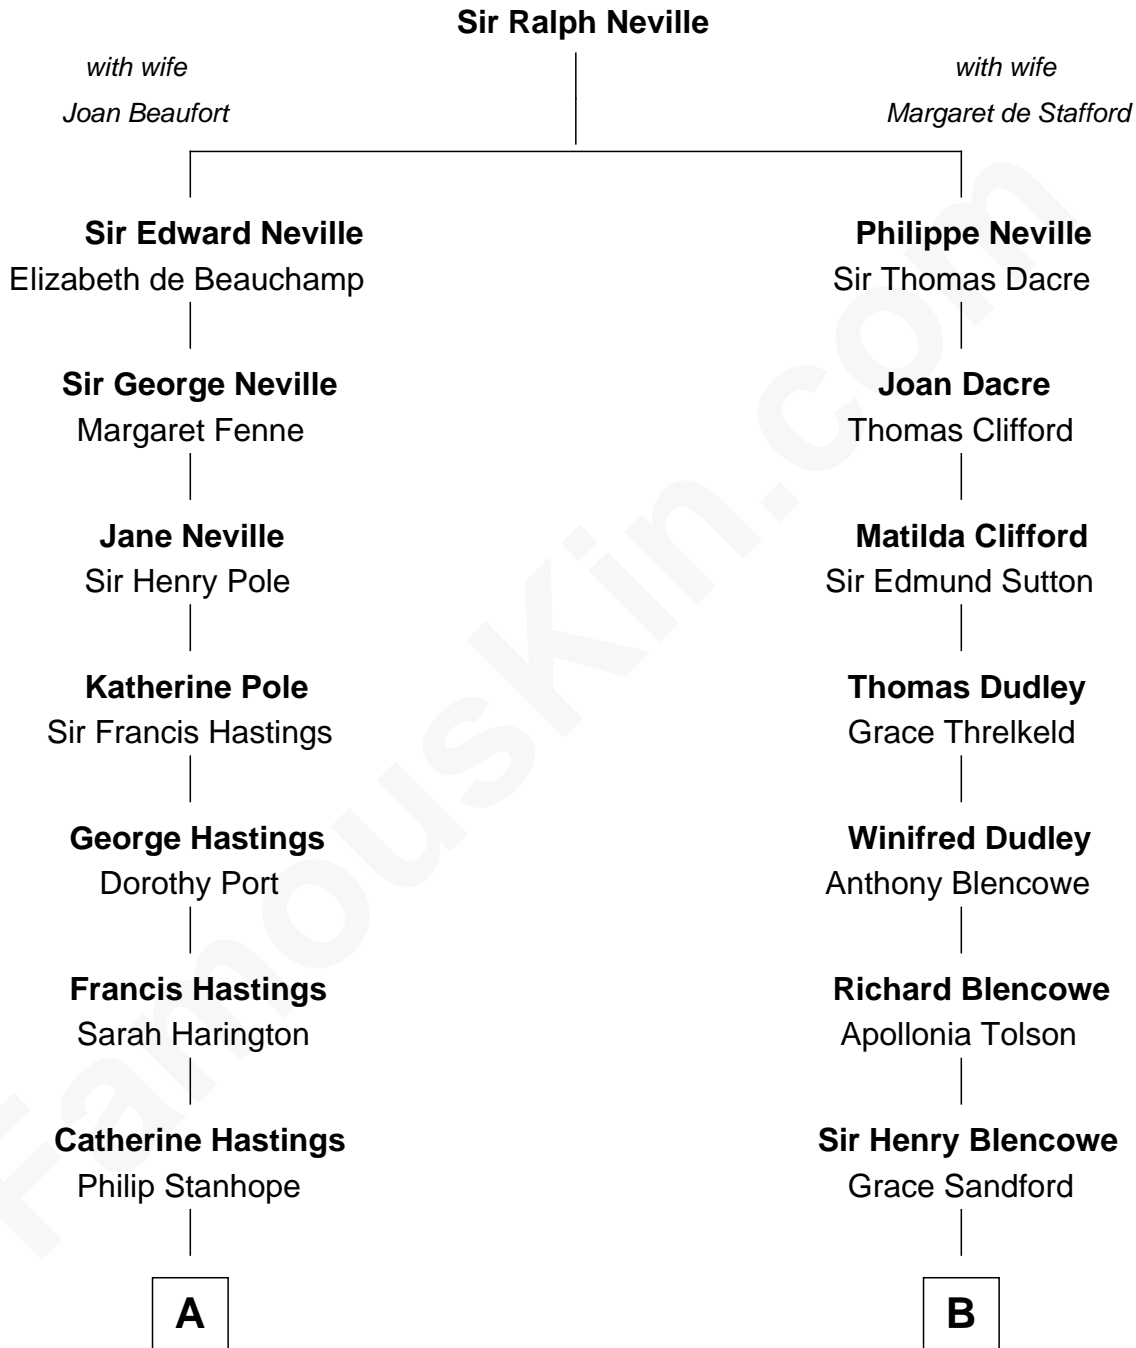 Sir Ralph Neville
with wife
Joan Beaufort
with wife
Margaret de Stafford
Sir Edward Neville
Elizabeth de Beauchamp
Philippe Neville
Sir Thomas Dacre
Sir George Neville
Margaret Fenne
Joan Dacre
Thomas Clifford
Jane Neville
Sir Henry Pole
Matilda Clifford
Sir Edmund Sutton
Katherine Pole
Sir Francis Hastings
Thomas Dudley
Grace Threlkeld
George Hastings
Dorothy Port
Winifred Dudley
Anthony Blencowe
Francis Hastings
Sarah Harington
Richard Blencowe
Apollonia Tolson
Catherine Hastings
Philip Stanhope
Sir Henry Blencowe
Grace Sandford
A
B
FamousKin.com